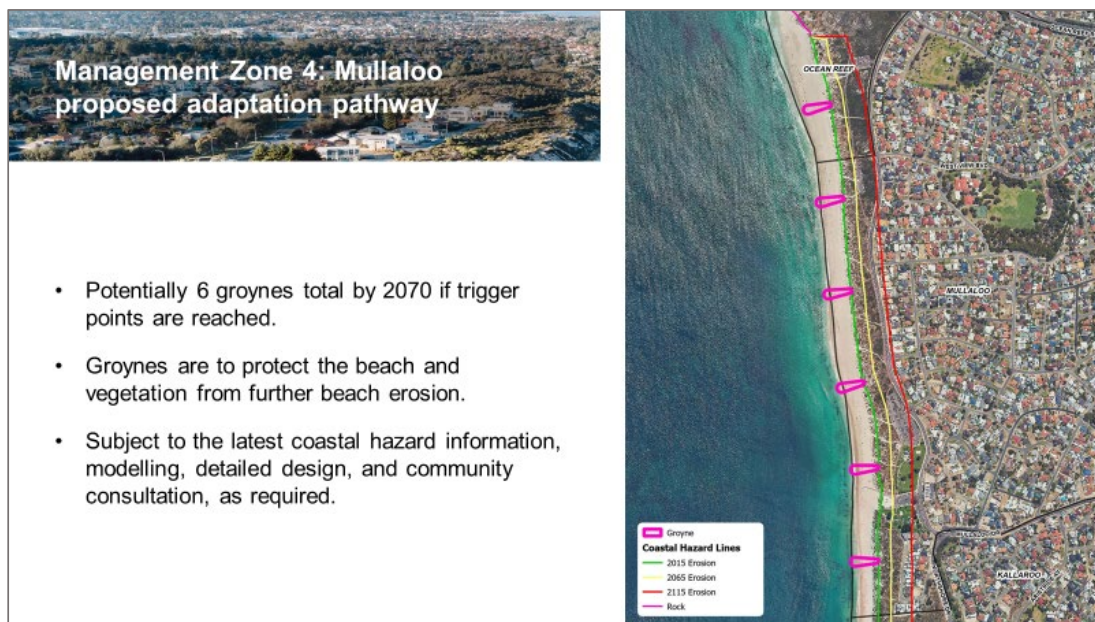 Management Zone 4: Mullaloo
proposed adaptation pathway
• Potentially 6 groynes total by 2070 if trigger
points are reached.
• Groynes are to protect the beach and
vegetation from further beach erosion.
• Subject to the latest coastal hazard information,
modelling, detailed design, and community
consultation, as required.
OCEAN REEF
MULLALOO
KALLAROO
Groyne
Coastal Hazard Lines
2015 Erosion
2065 Erosion
2115 Erosion
Rock